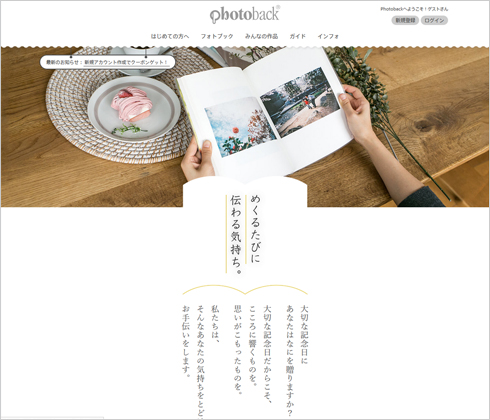 photoback
Photobackへようこそ！ゲストさん
新規登録
ログイン
はじめての方へ
フォトブック
みんなの作品
ガイド
インフォ
最新のお知らせ： 新規アカウント作成でクーポンゲット！
めくるたびに
伝わる気持ち。
大切な記念日に
あなたはなにを贈りますか？
大切な記念日だからこそ、
こころに響くものを。
思いがこもったものを。
私たちは、
そんなあなたの気持ちをとど
お手伝いをします。